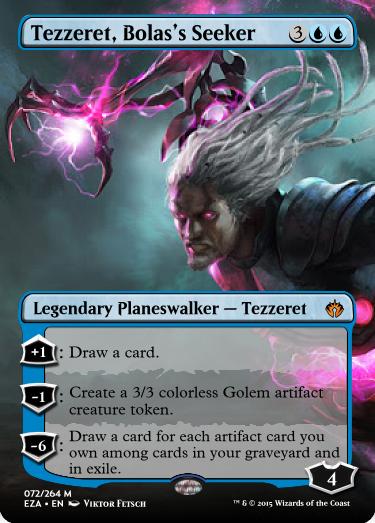 Tezzeret, Bolas's Seeker 3
Legendary Planeswalker — Tezzeret
+1: Draw a card.
-1: Create a 3/3 colorless Golem artifact
creature token.
-6: Draw a card for each artifact card you
own among cards in your graveyard and
in exile.
4
072/264 M
EZA • EN Viktor Fetsch
™ & © 2015 Wizards of the Coast